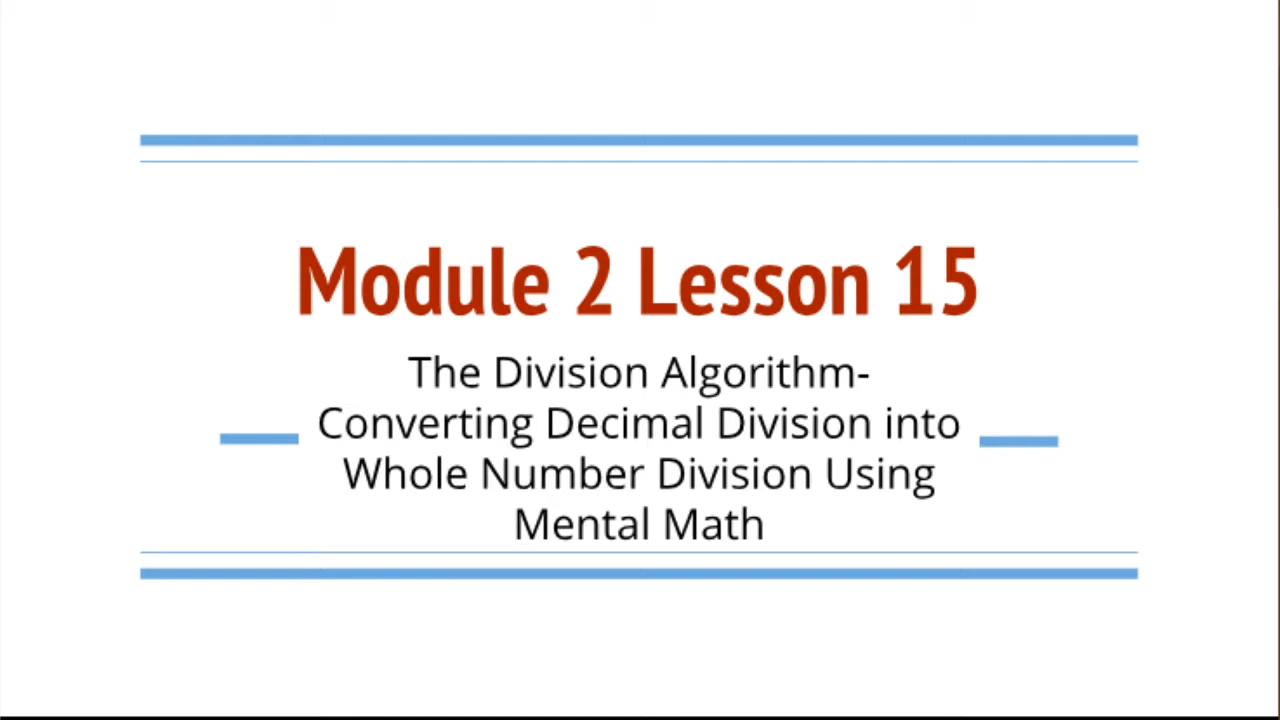 Module 2 Lesson 15
The Division Algorithm-
Converting Decimal Division into
Whole Number Division Using
Mental Math